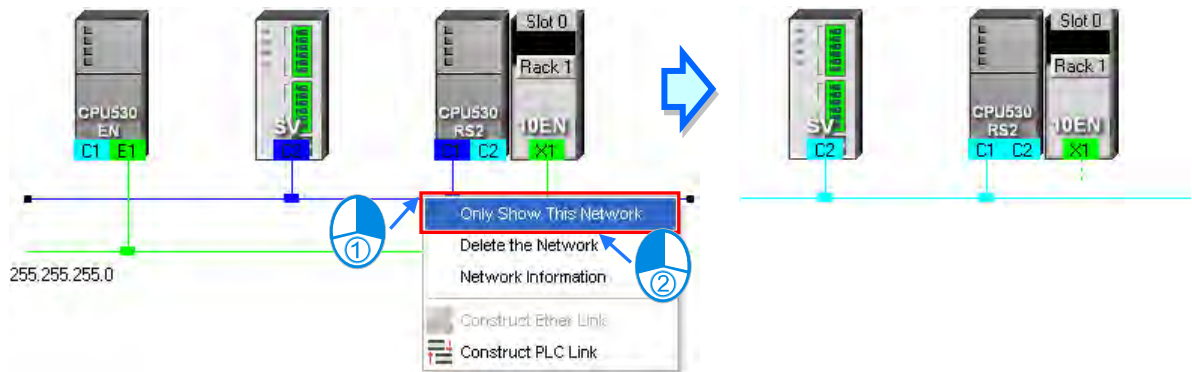 Slot 0
Rack 1
CPU530
EN
C1 E1
SV
C2
CPU530
RS2
C1 C2
10EN
X1
①
Only Show This Network
Delete the Network
Network Information
Construct Ether Link
Construct PLC Link
②
255.255.255.0
Slot 0
Rack 1
SV
C2
CPU530
RS2
C1 C2
10EN
X1